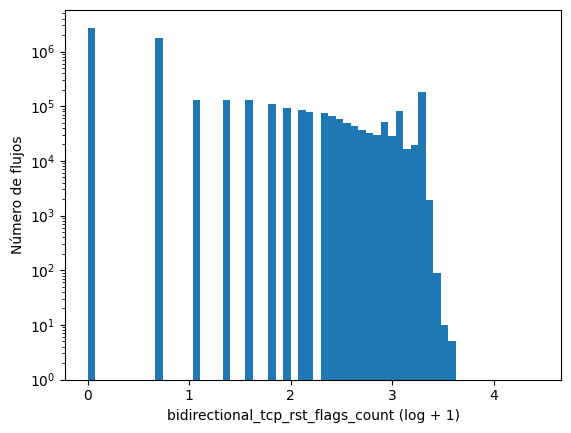 10⁶
10⁵
10⁴
10³
10²
10¹
10⁰
Número de flujos
0 1 2 3 4
bidirectional_tcp_rst_flags_count (log + 1)